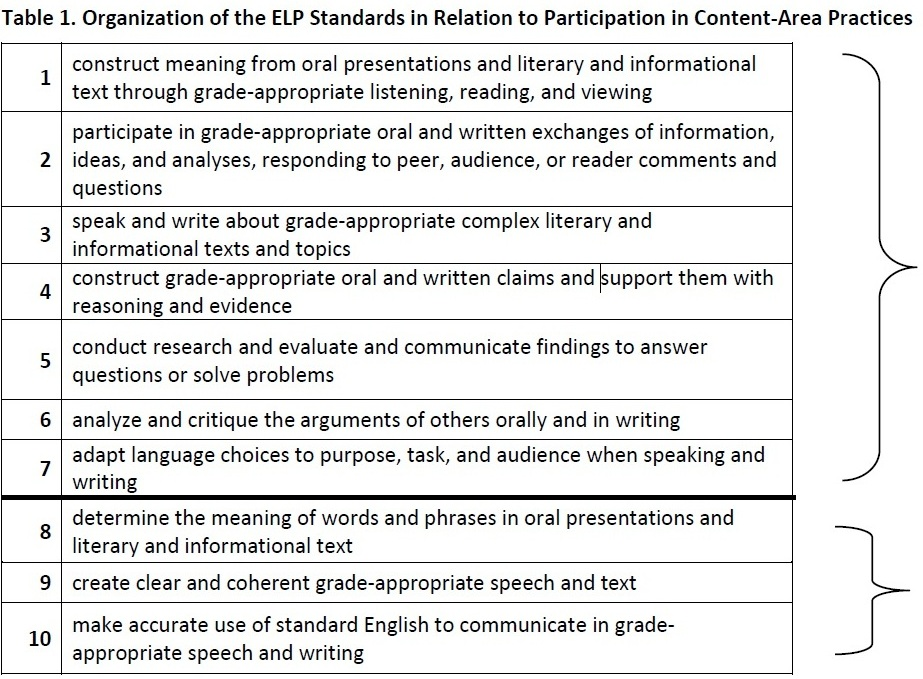 Table 1. Organization of the ELP Standards in Relation to Participation in Content-Area Practices
1
construct meaning from oral presentations and literary and informational
text through grade-appropriate listening, reading, and viewing
2
participate in grade-appropriate oral and written exchanges of information,
ideas, and analyses, responding to peer, audience, or reader comments and
questions
3
speak and write about grade-appropriate complex literary and
informational texts and topics
4
construct grade-appropriate oral and written claims and support them with
reasoning and evidence
5
conduct research and evaluate and communicate findings to answer
questions or solve problems
6
analyze and critique the arguments of others orally and in writing
7
adapt language choices to purpose, task, and audience when speaking and
writing
8
determine the meaning of words and phrases in oral presentations and
literary and informational text
9
create clear and coherent grade-appropriate speech and text
10
make accurate use of standard English to communicate in grade-
appropriate speech and writing